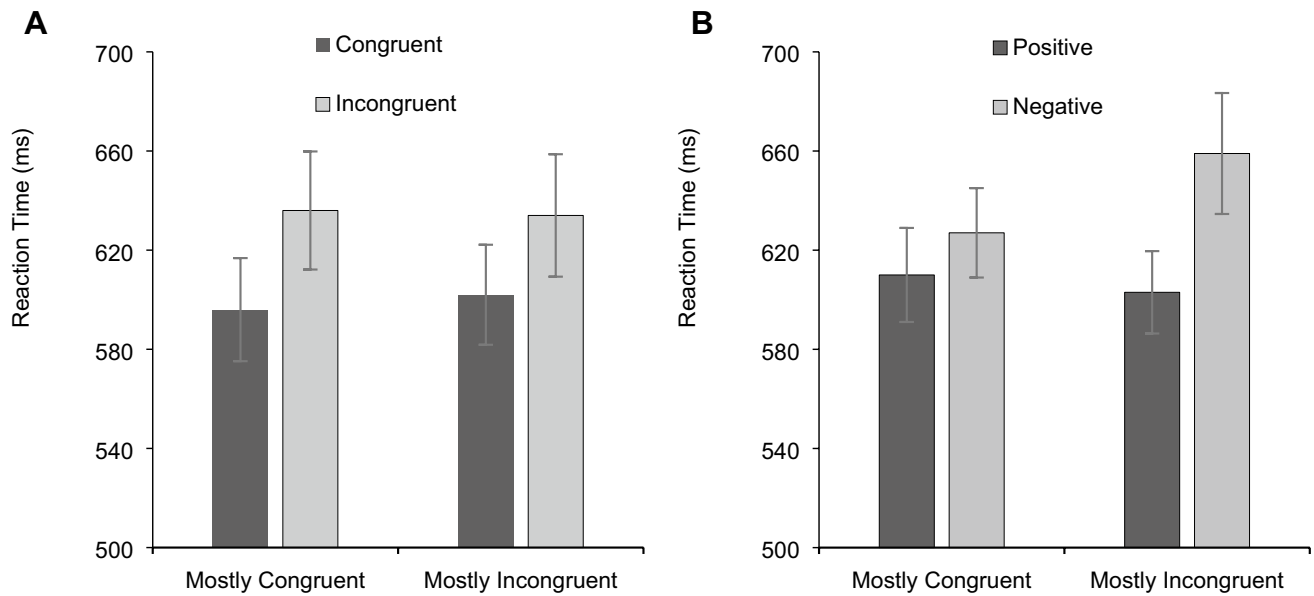 A
Reaction Time (ms)
700
660
620
580
540
500
Congruent
Incongruent
Mostly Congruent
Mostly Incongruent
B
Reaction Time (ms)
700
660
620
580
540
500
Positive
Negative
Mostly Congruent
Mostly Incongruent